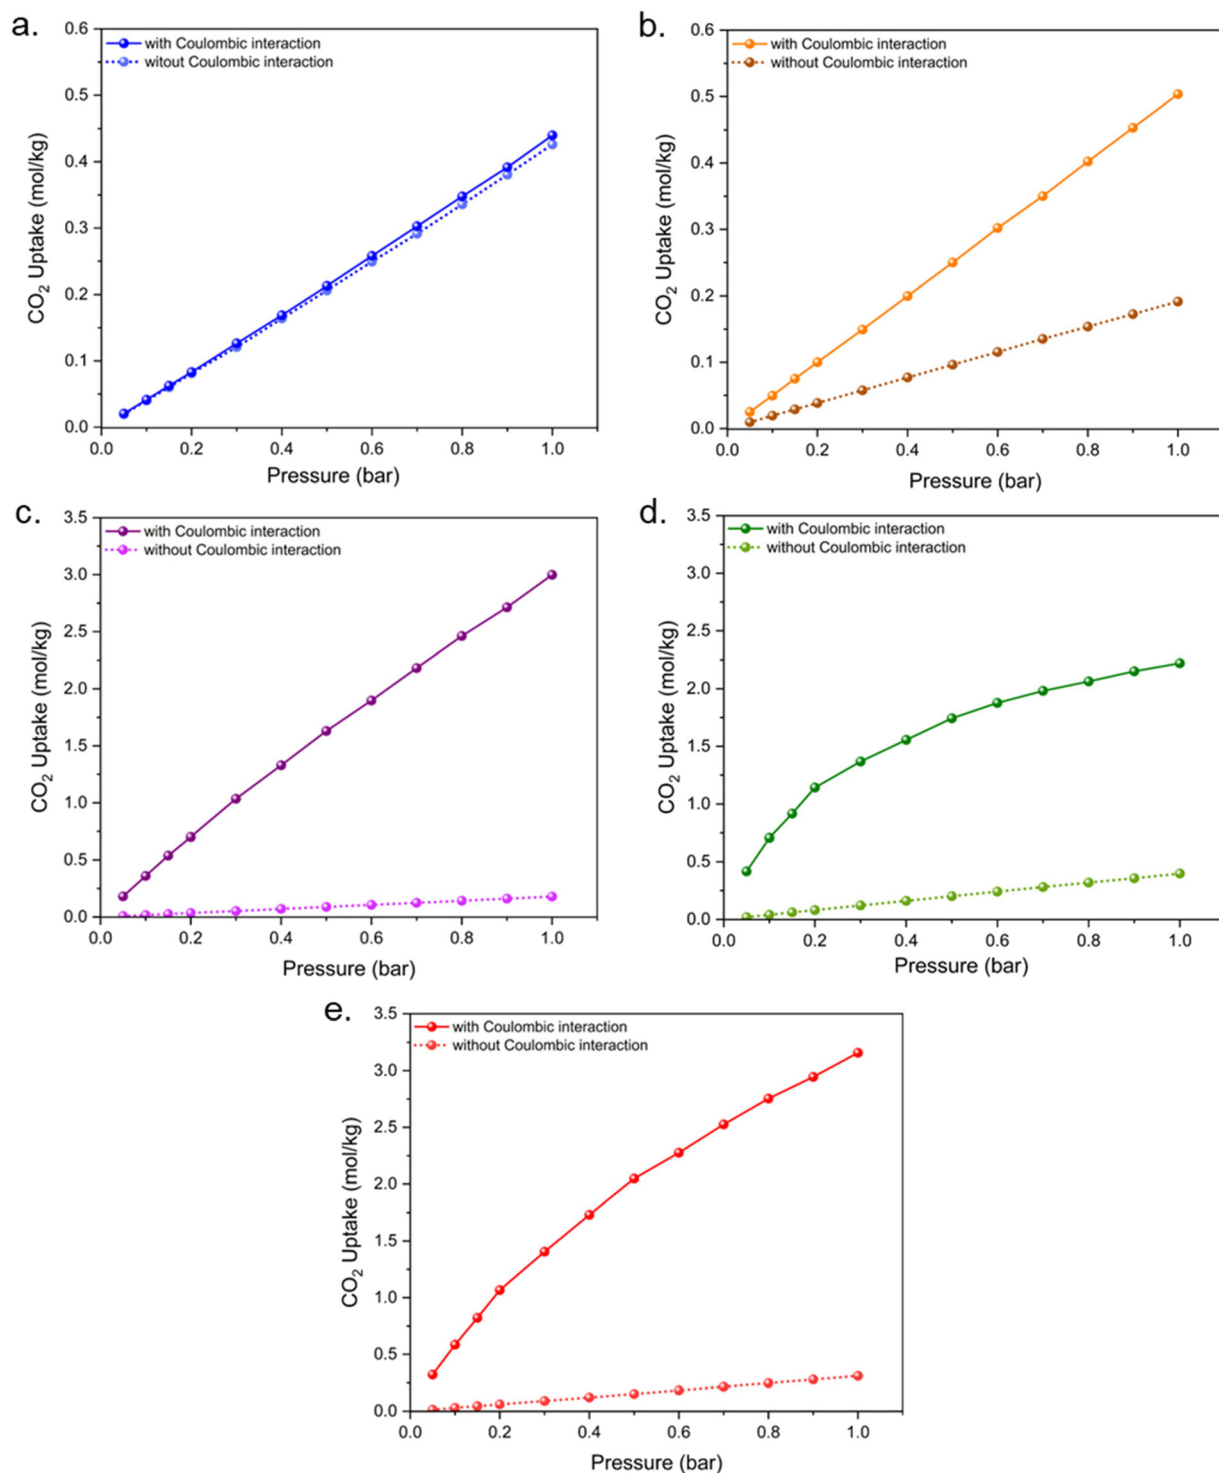 a.
0.6
0.5
0.4
0.3
0.2
0.1
0.0
CO2 Uptake (mol/kg)
with Coulombic interaction
witout Coulombic interaction
0.0 0.2 0.4 0.6 0.8 1.0
Pressure (bar)
b.
0.6
0.5
0.4
0.3
0.2
0.1
0.0
CO2 Uptake (mol/kg)
with Coulombic interaction
without Coulombic interaction
0.0 0.2 0.4 0.6 0.8 1.0
Pressure (bar)
c.
3.5
3.0
2.5
2.0
1.5
1.0
0.5
0.0
CO2 Uptake (mol/kg)
with Coulombic interaction
without Coulombic interaction
0.0 0.2 0.4 0.6 0.8 1.0
Pressure (bar)
d.
3.5
3.0
2.5
2.0
1.5
1.0
0.5
0.0
CO2 Uptake (mol/kg)
with Coulombic interaction
without Coulombic interaction
0.0 0.2 0.4 0.6 0.8 1.0
Pressure (bar)
e.
3.5
3.0
2.5
2.0
1.5
1.0
0.5
0.0
CO2 Uptake (mol/kg)
with Coulombic interaction
without Coulombic interaction
0.0 0.2 0.4 0.6 0.8 1.0
Pressure (bar)